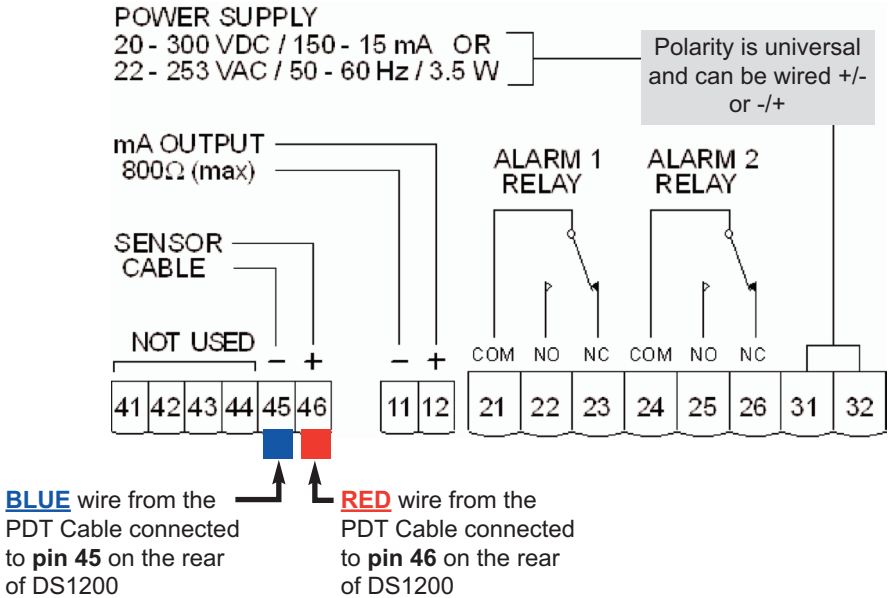 POWER SUPPLY
20 - 300 VDC / 150 - 15 mA OR
22 - 253 VAC / 50 - 60 Hz / 3.5 W
Polarity is universal
and can be wired +/-
or -/+
mA OUTPUT
800Ω (max)
ALARM 1
RELAY
ALARM 2
RELAY
SENSOR
CABLE
NOT USED
− +
− +
COM NO NC COM NO NC
41 42 43 44 45 46 11 12 21 22 23 24 25 26 31 32
BLUE wire from the
PDT Cable connected
to pin 45 on the rear
of DS1200
RED wire from the
PDT Cable connected
to pin 46 on the rear
of DS1200